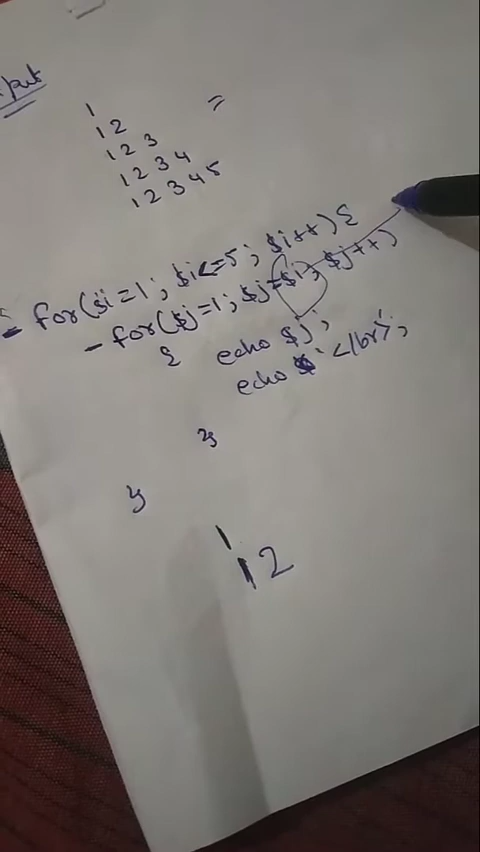 1
=
1 2
1 2 3
1 2 3 4
1 2 3 4 5
- for($i=1; $i<=5; $i++) {
- for($j=1; $j=$i; $j++)
{ echo $j;
echo '</br>';
}
}
1
1 2